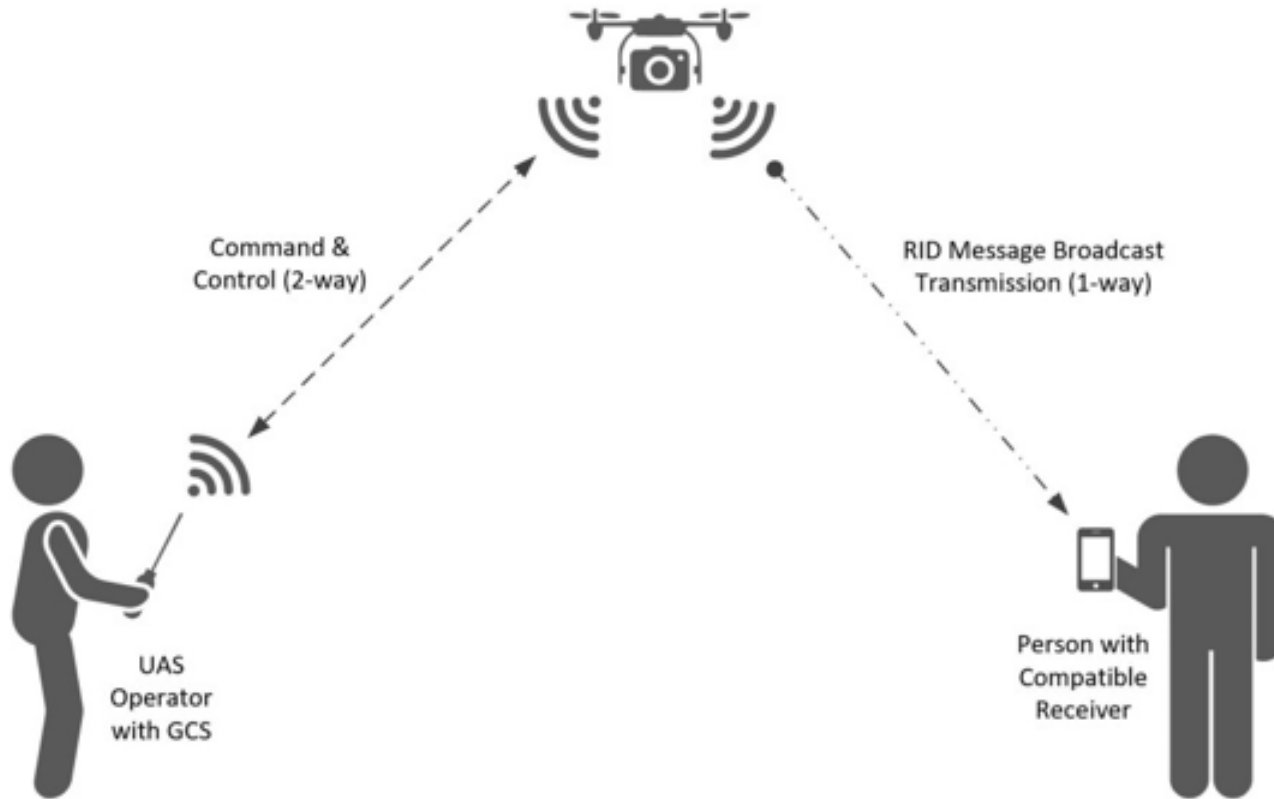 Command &
Control (2-way)
RID Message Broadcast
Transmission (1-way)
UAS
Operator
with GCS
Person with
Compatible
Receiver